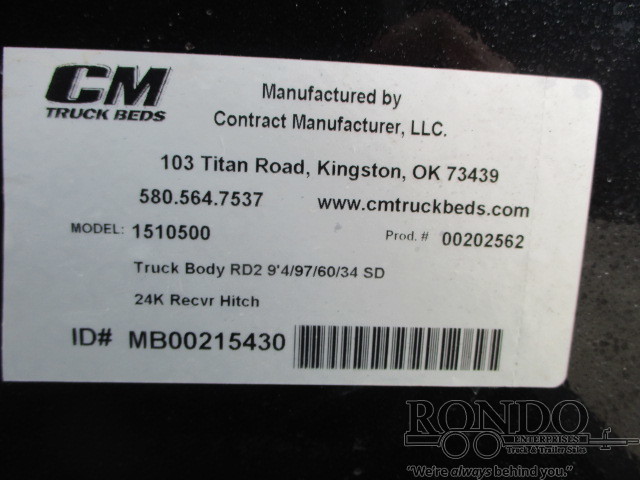 CM
TRUCK BEDS
Manufactured by
Contract Manufacturer, LLC.
103 Titan Road, Kingston, OK 73439
580.564.7537 www.cmtruckbeds.com
MODEL: 1510500 Prod. # 00202562
Truck Body RD2 9'4/97/60/34 SD
24K Recvr Hitch
ID# MB00215430
RONDO
ENTERPRISES
Truck & Trailer Sales
"We're always behind you."